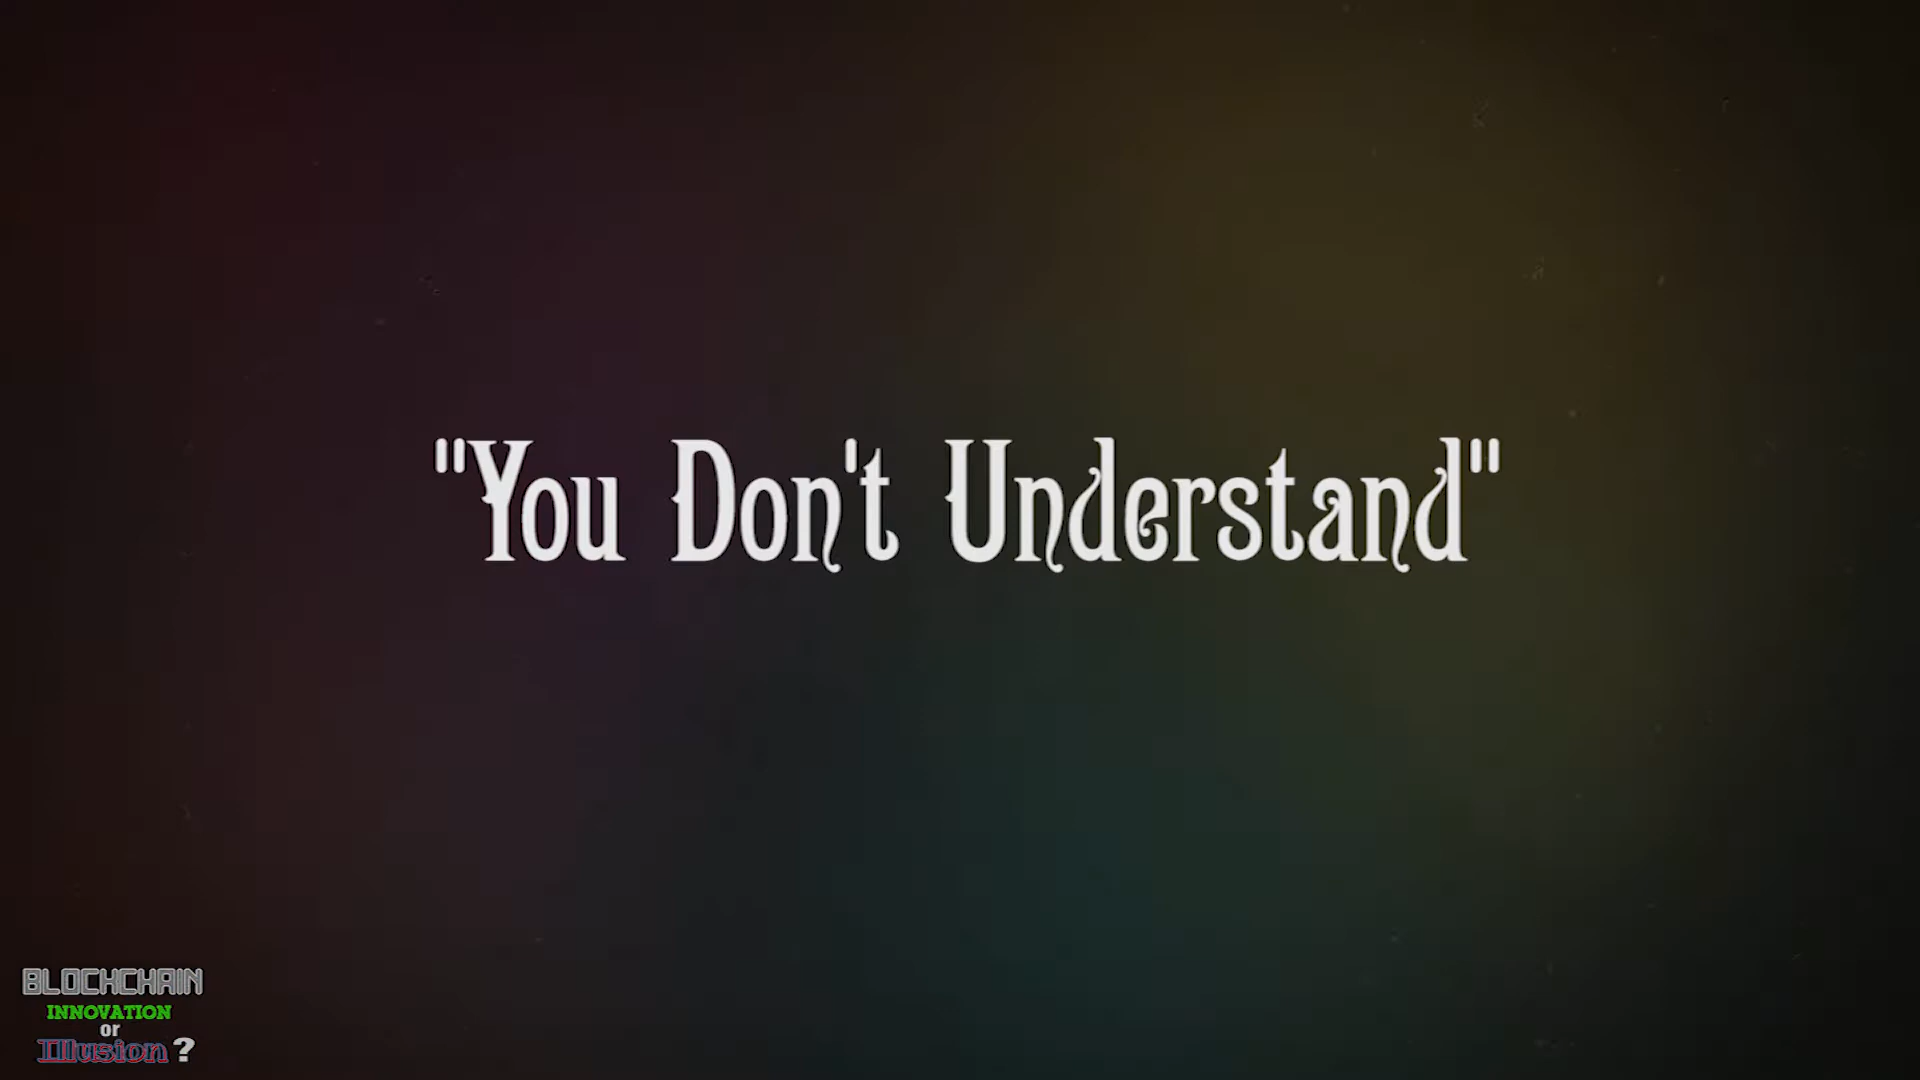 "You Don't Understand"
BLOCKCHAIN
INNOVATION
or
Illusion?